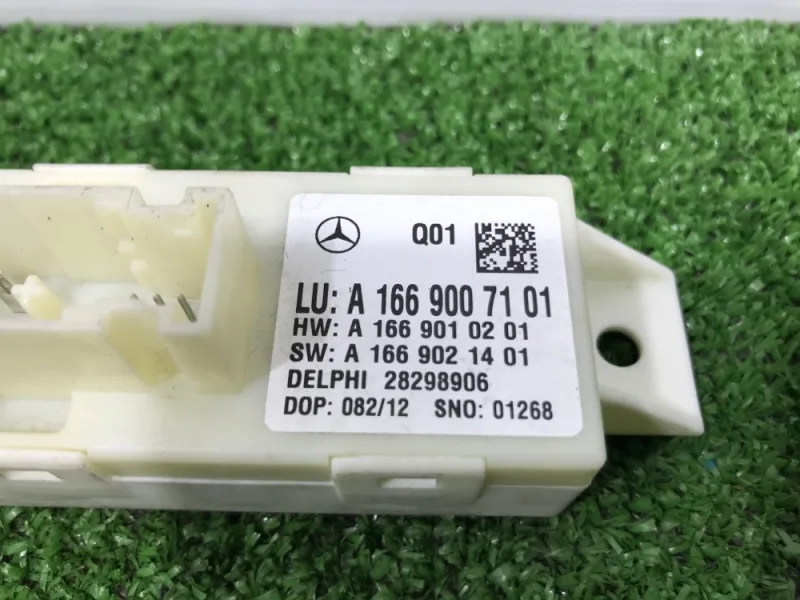 Q01
LU: A 166 900 71 01
HW: A 166 901 02 01
SW: A 166 902 14 01
DELPHI 28298906
DOP: 082/12 SNO: 01268